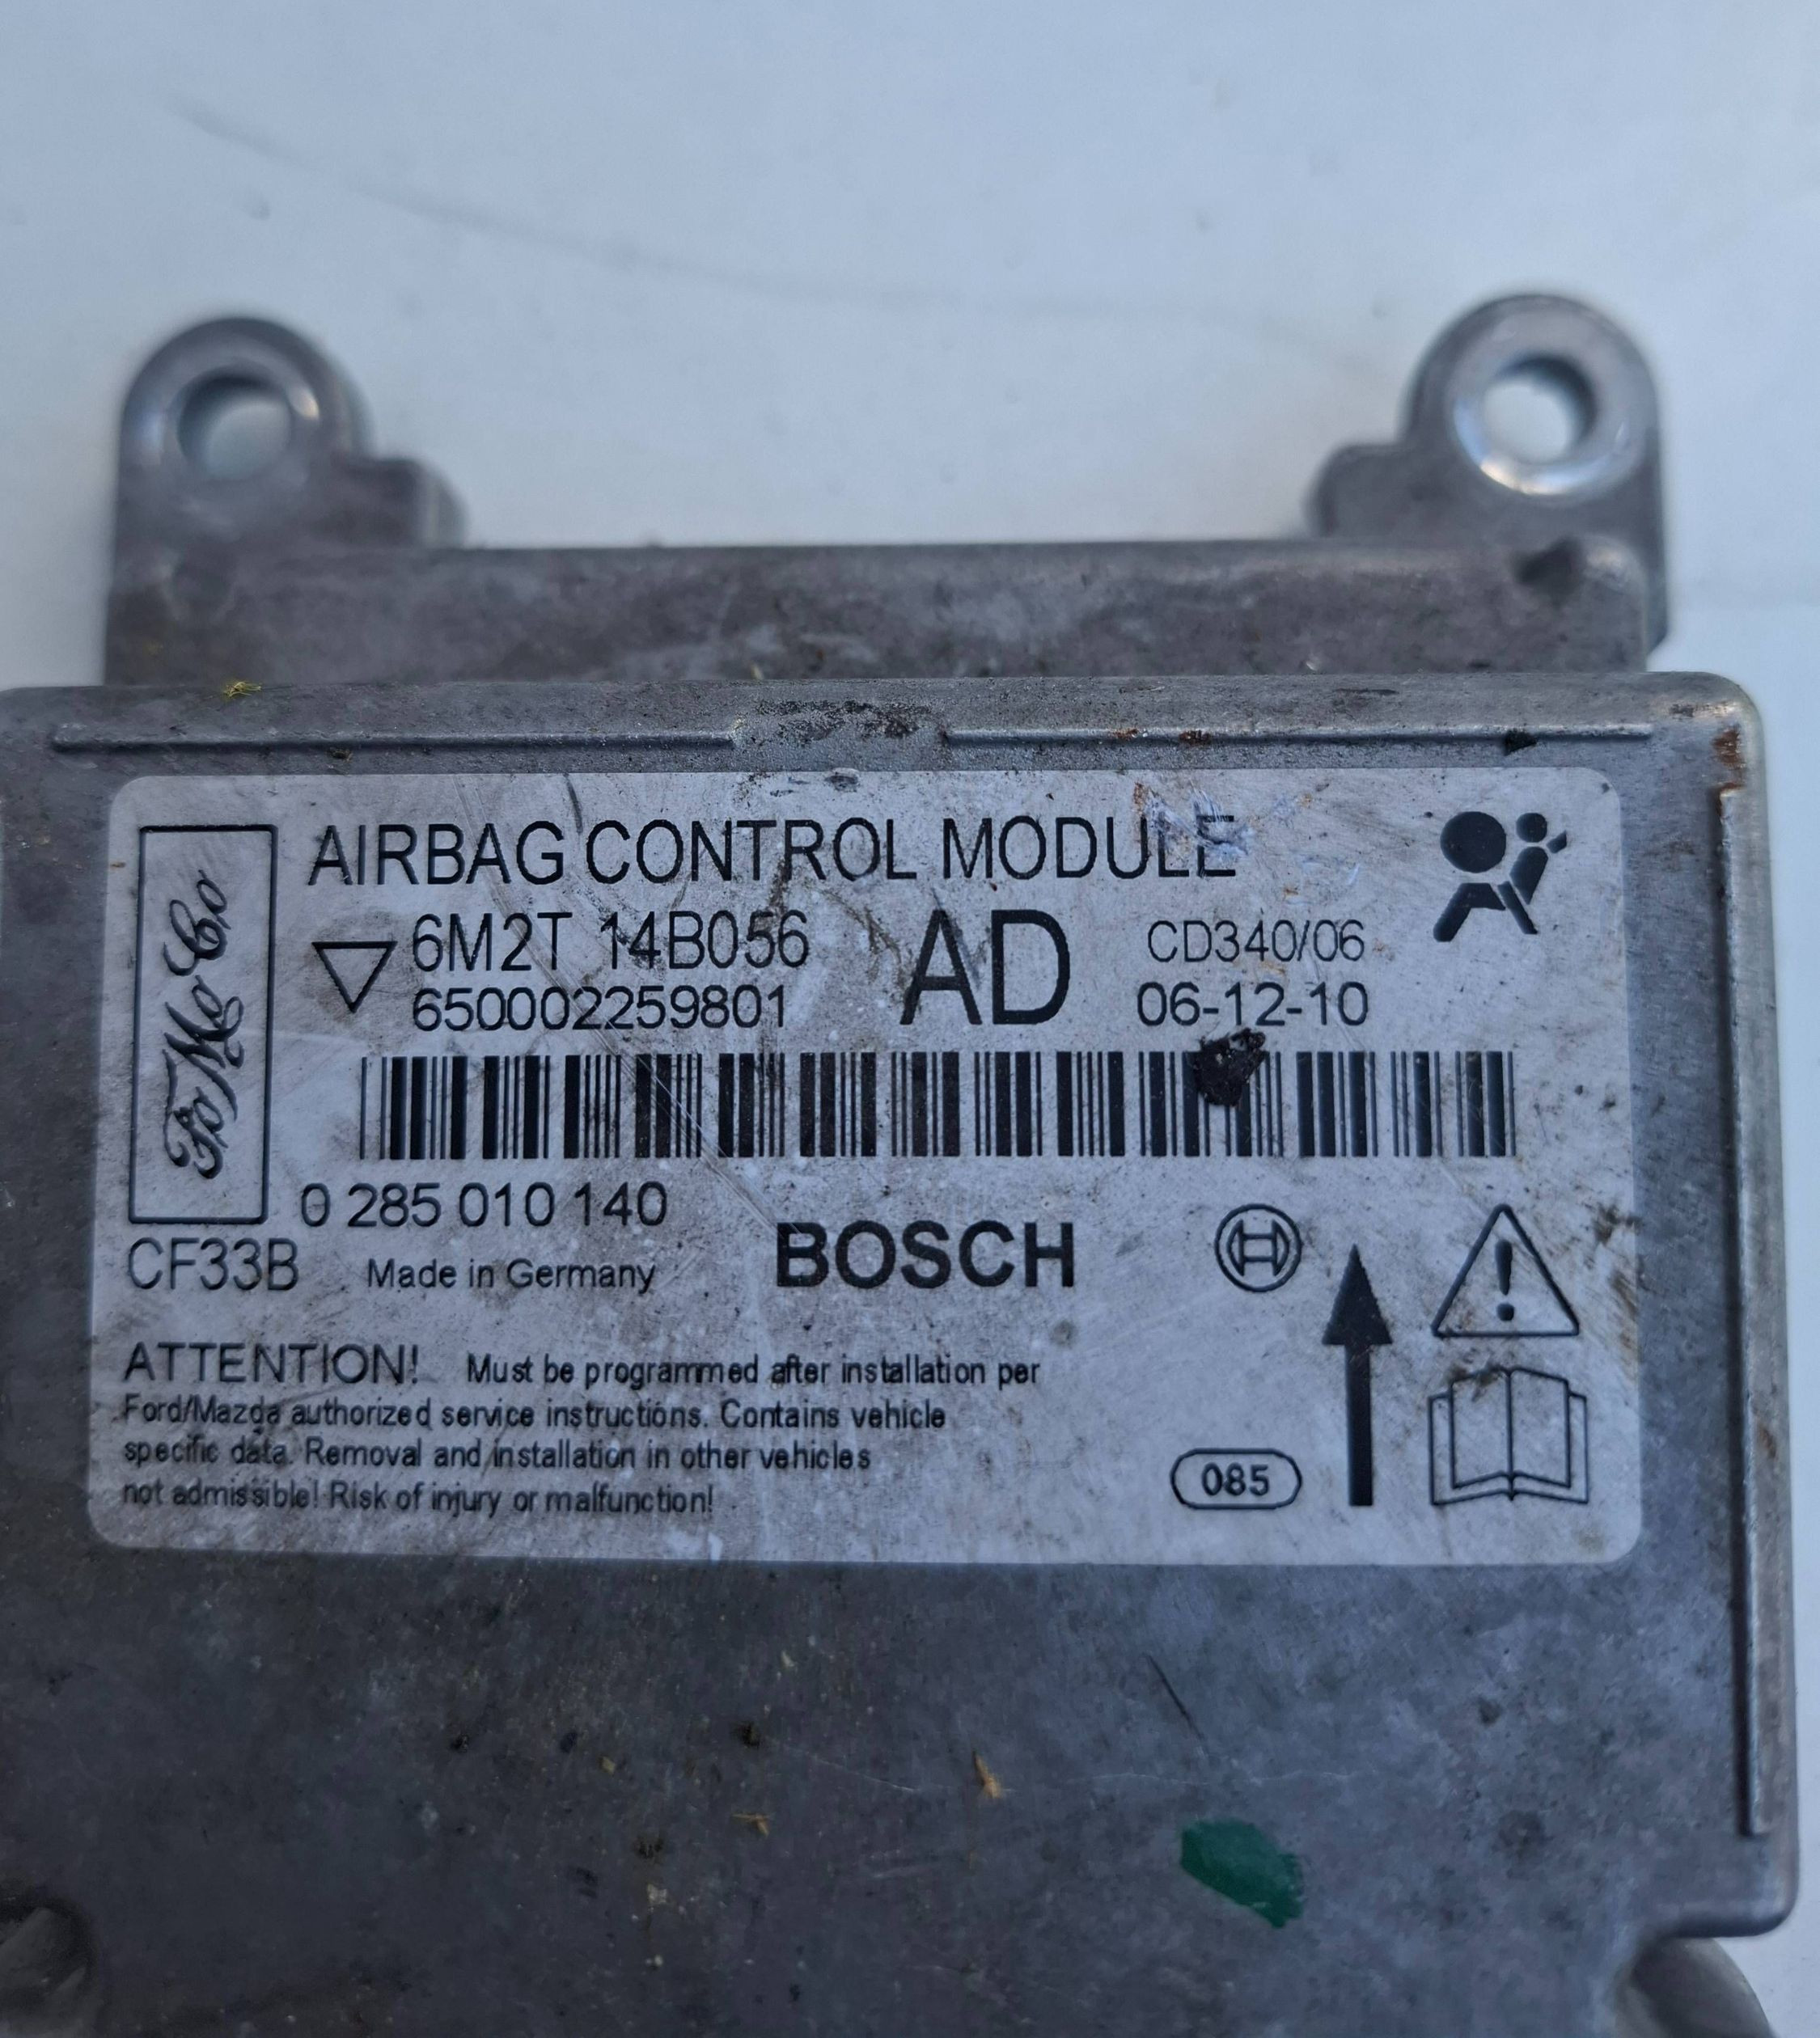 FoMoCo
AIRBAG CONTROL MODULE
6M2T 14B056 AD CD340/06
650002259801 06-12-10
0 285 010 140
CF33B Made in Germany BOSCH
ATTENTION! Must be programmed after installation per
Ford/Mazda authorized service instructions. Contains vehicle
specific data. Removal and installation in other vehicles
not admissible! Risk of injury or malfunction!
085